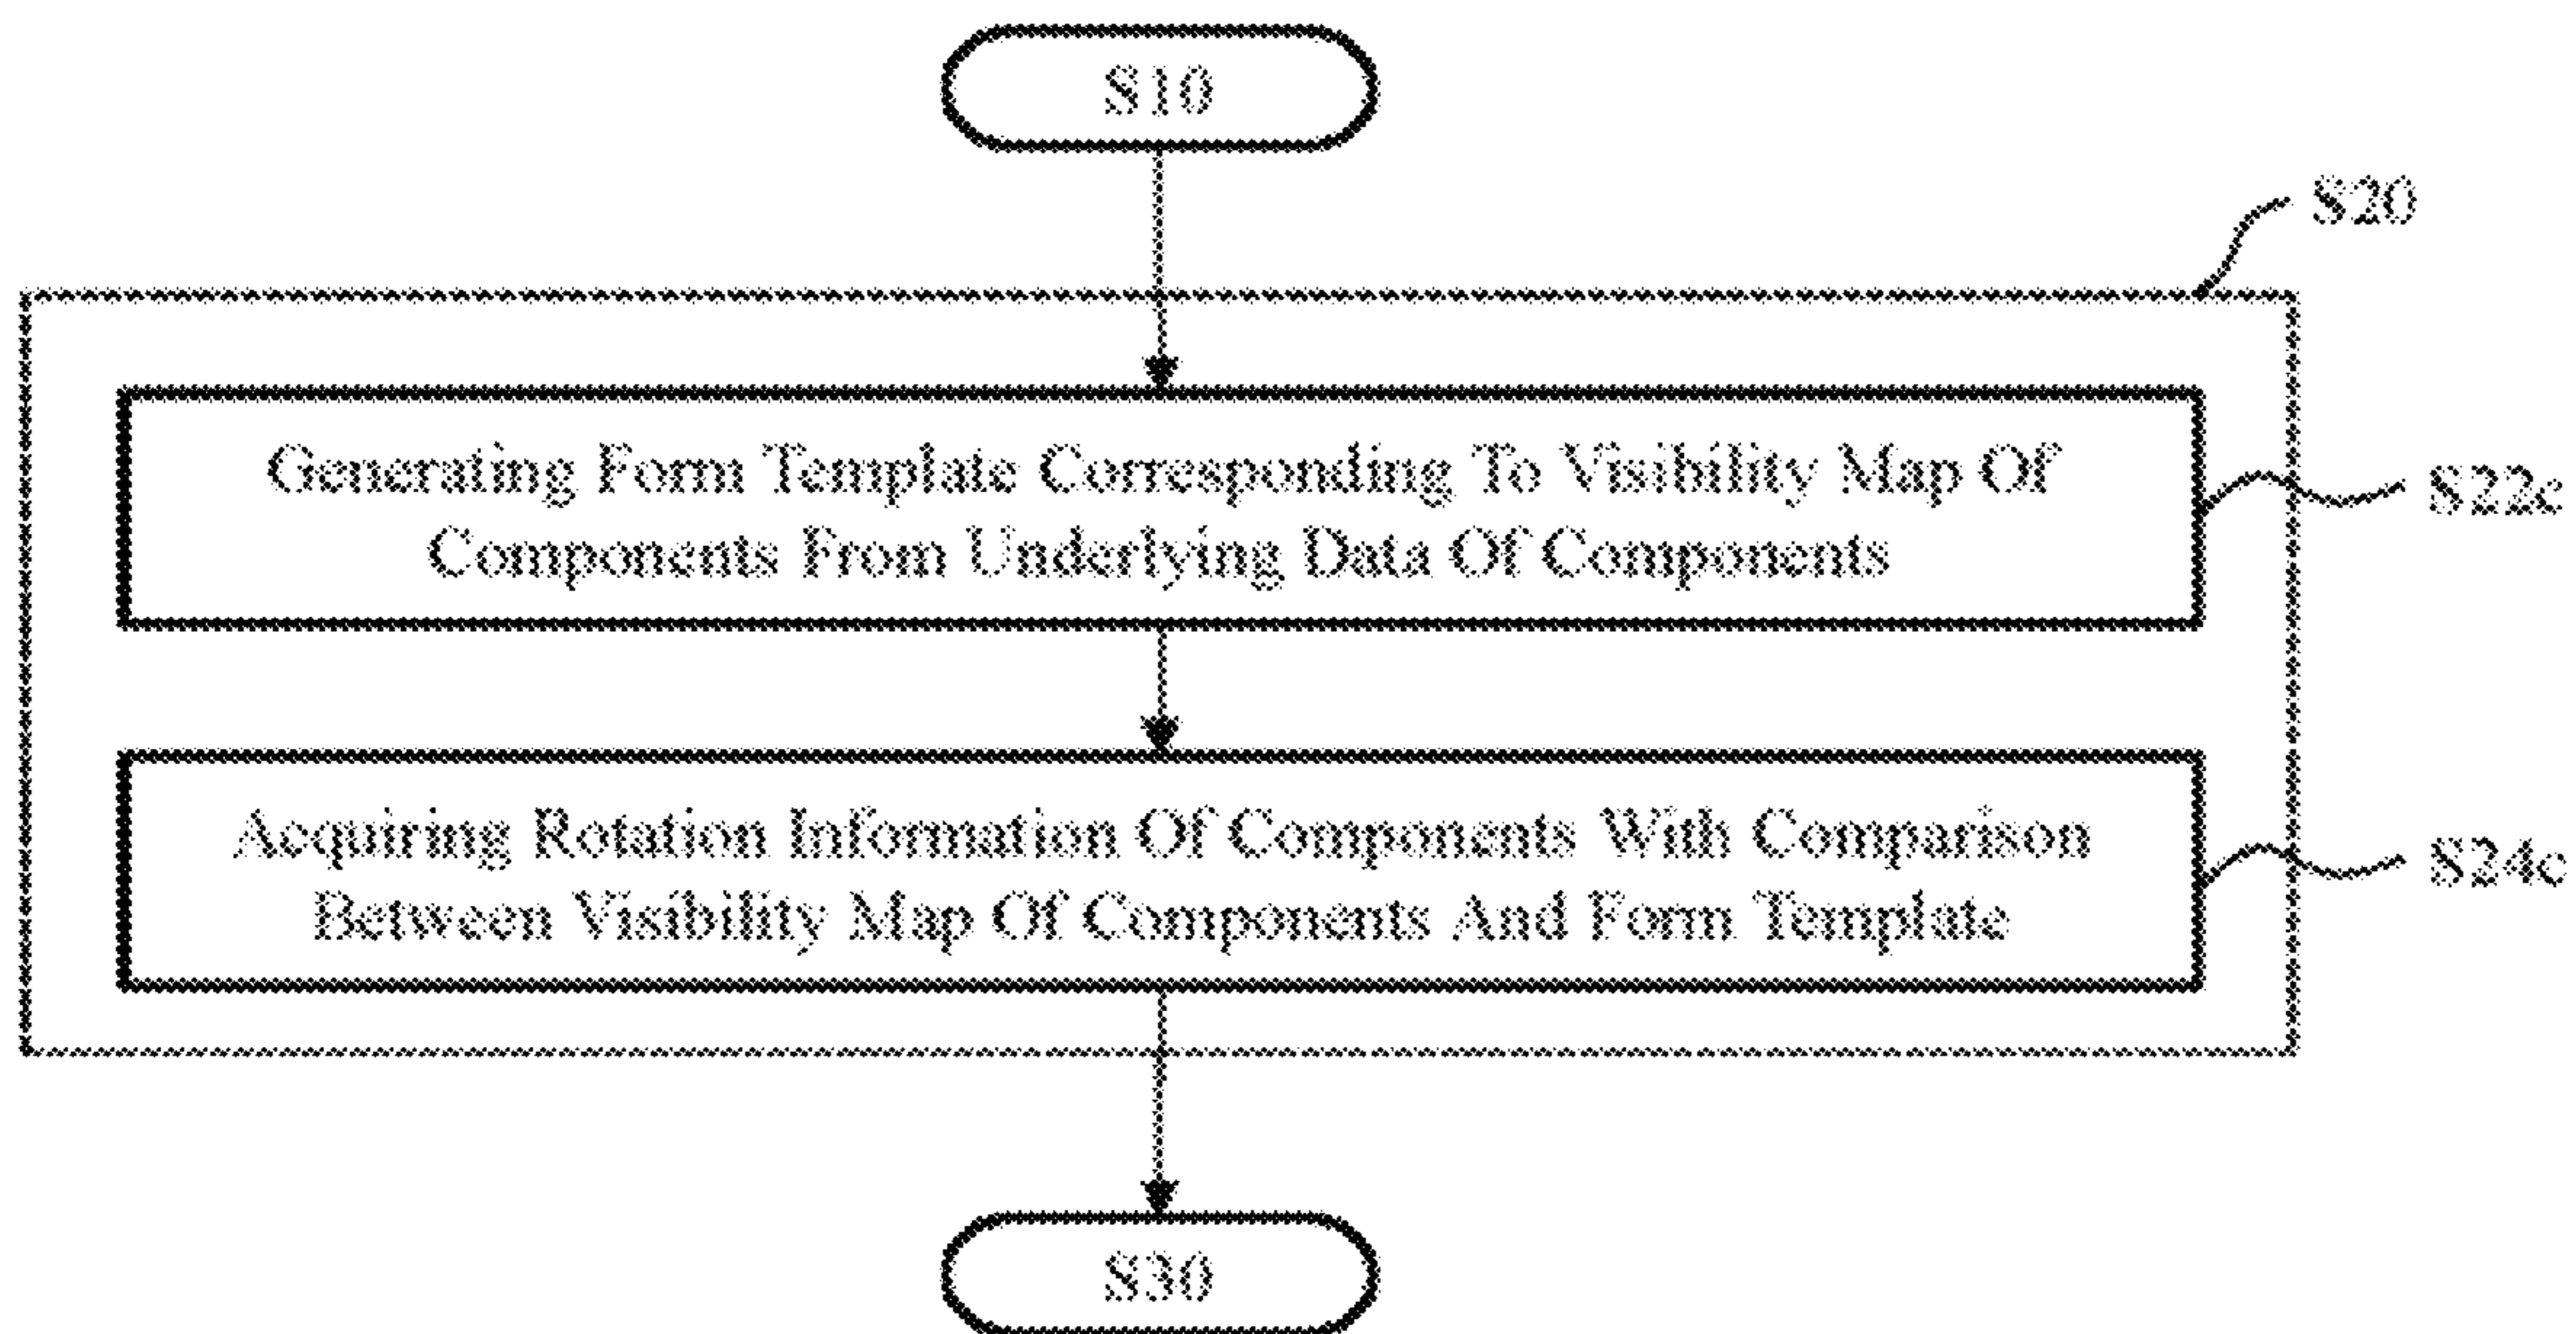 S10
S20
Generating Form Template Corresponding To Visibility Map Of
Components From Underlying Data Of Components
S22c
Acquiring Rotation Information Of Components With Comparison
Between Visibility Map Of Components And Form Template
S24c
S30